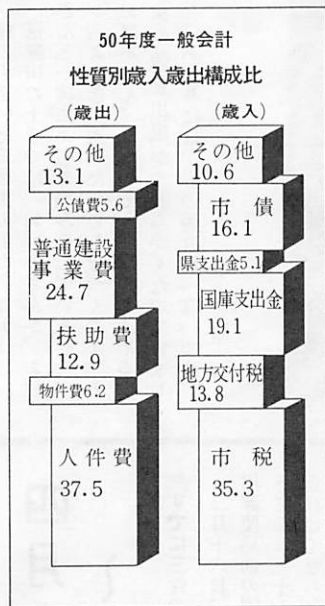 50年度一般会計
性質別歳入歳出構成比
(歳出)
その他
13.1
公債費5.6
普通建設
事業費
24.7
扶助費
12.9
物件費6.2
人件費
37.5
(歳入)
その他
10.6
市債
16.1
県支出金5.1
国庫支出金
19.1
地方交付税
13.8
市税
35.3